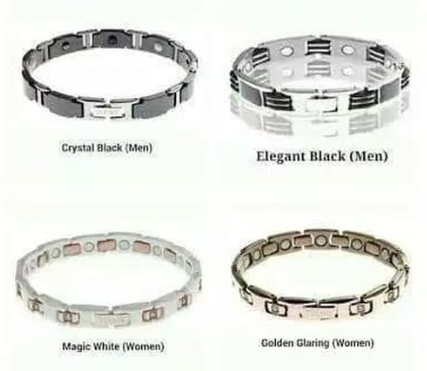 Crystal Black (Men)
Elegant Black (Men)
Magic White (Women)
Golden Glaring (Women)